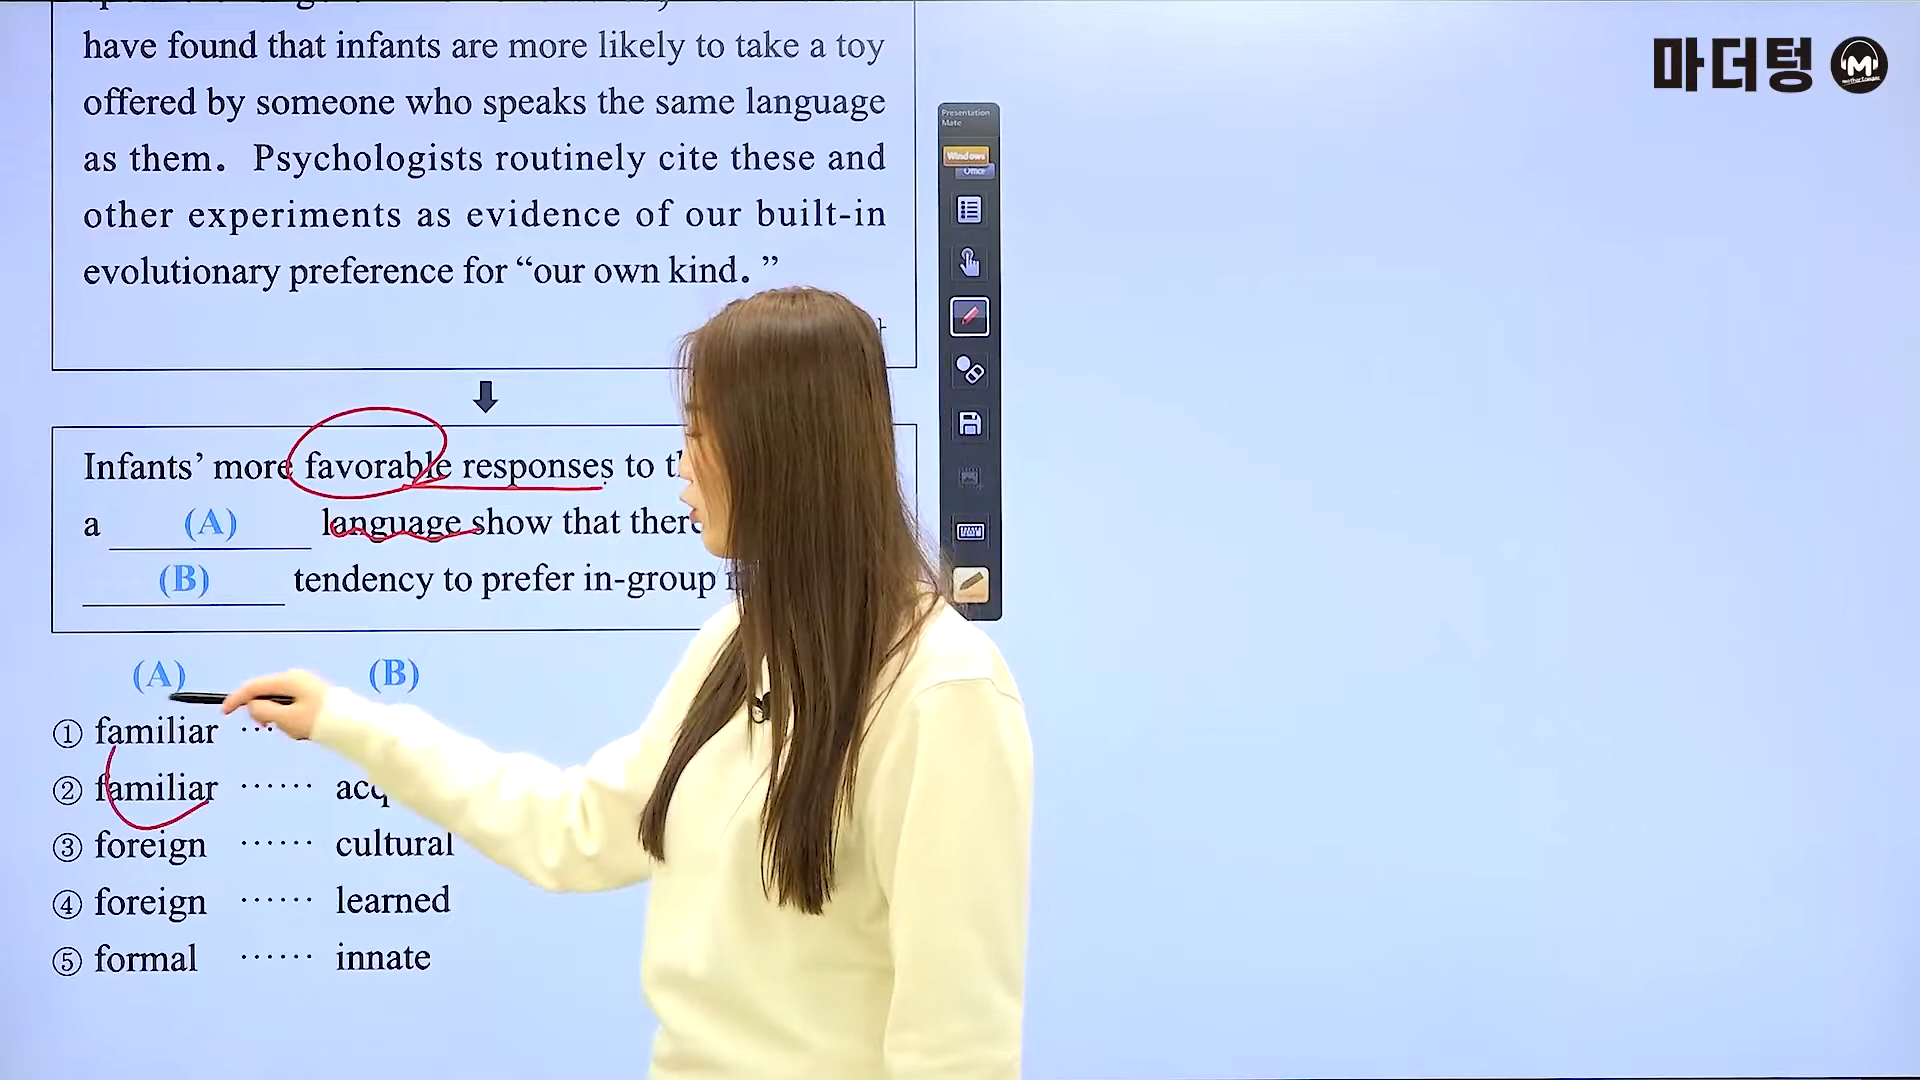 have found that infants are more likely to take a toy
offered by someone who speaks the same language
as them. Psychologists routinely cite these and
other experiments as evidence of our built-in
evolutionary preference for “our own kind.”
Infants’ more favorable responses to
a (A) language show that there
(B) tendency to prefer in-group
(A) (B)
① familiar ……
② familiar ……
③ foreign …… cultural
④ foreign …… learned
⑤ formal …… innate
마더텅
M
Presentation
Mate
Windows
Office